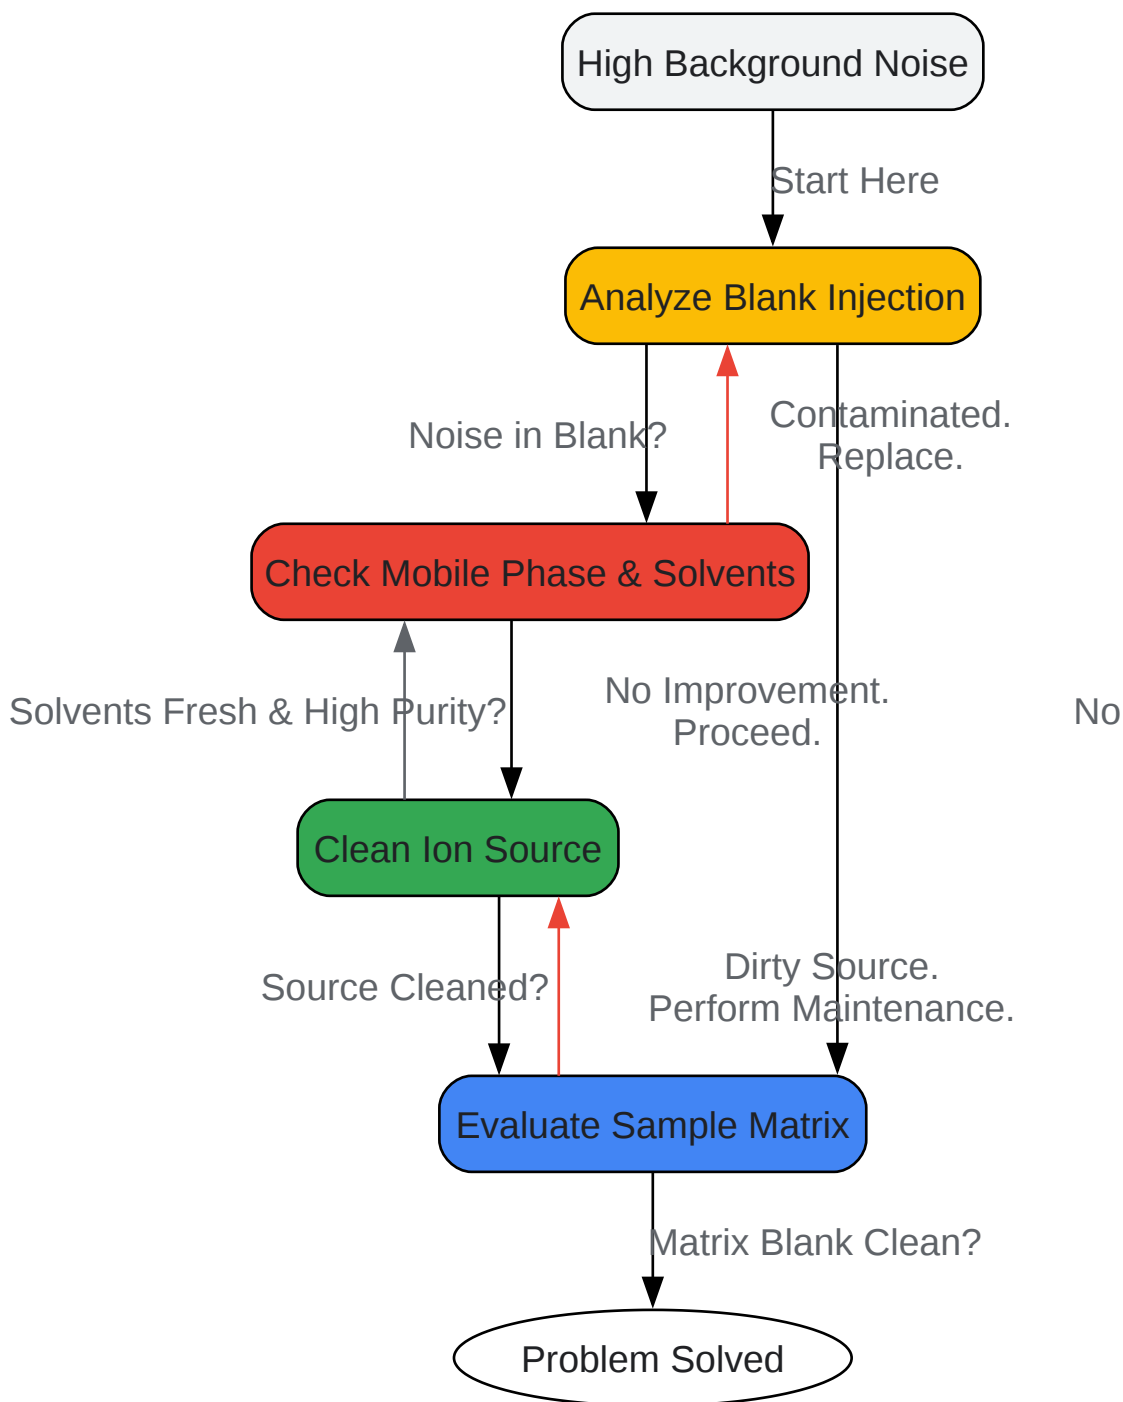 High Background Noise
Start Here
Analyze Blank Injection
Noise in Blank?
Contaminated.
Replace.
Check Mobile Phase & Solvents
Solvents Fresh & High Purity?
No Improvement.
Proceed.
No
Clean Ion Source
Source Cleaned?
Dirty Source.
Perform Maintenance.
Evaluate Sample Matrix
Matrix Blank Clean?
Problem Solved